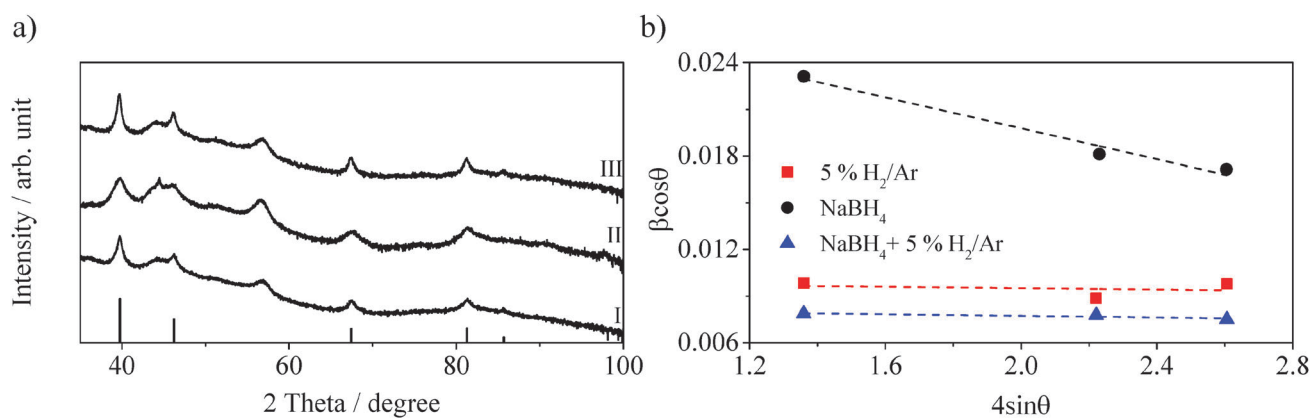 a)
Intensity / arb. unit
III
II
I
40
60
80
100
2 Theta / degree
b)
0.024
0.018
0.012
0.006
βcosθ
5 % H₂/Ar
NaBH₄
NaBH₄+ 5 % H₂/Ar
1.2
1.6
2.0
2.4
2.8
4sinθ